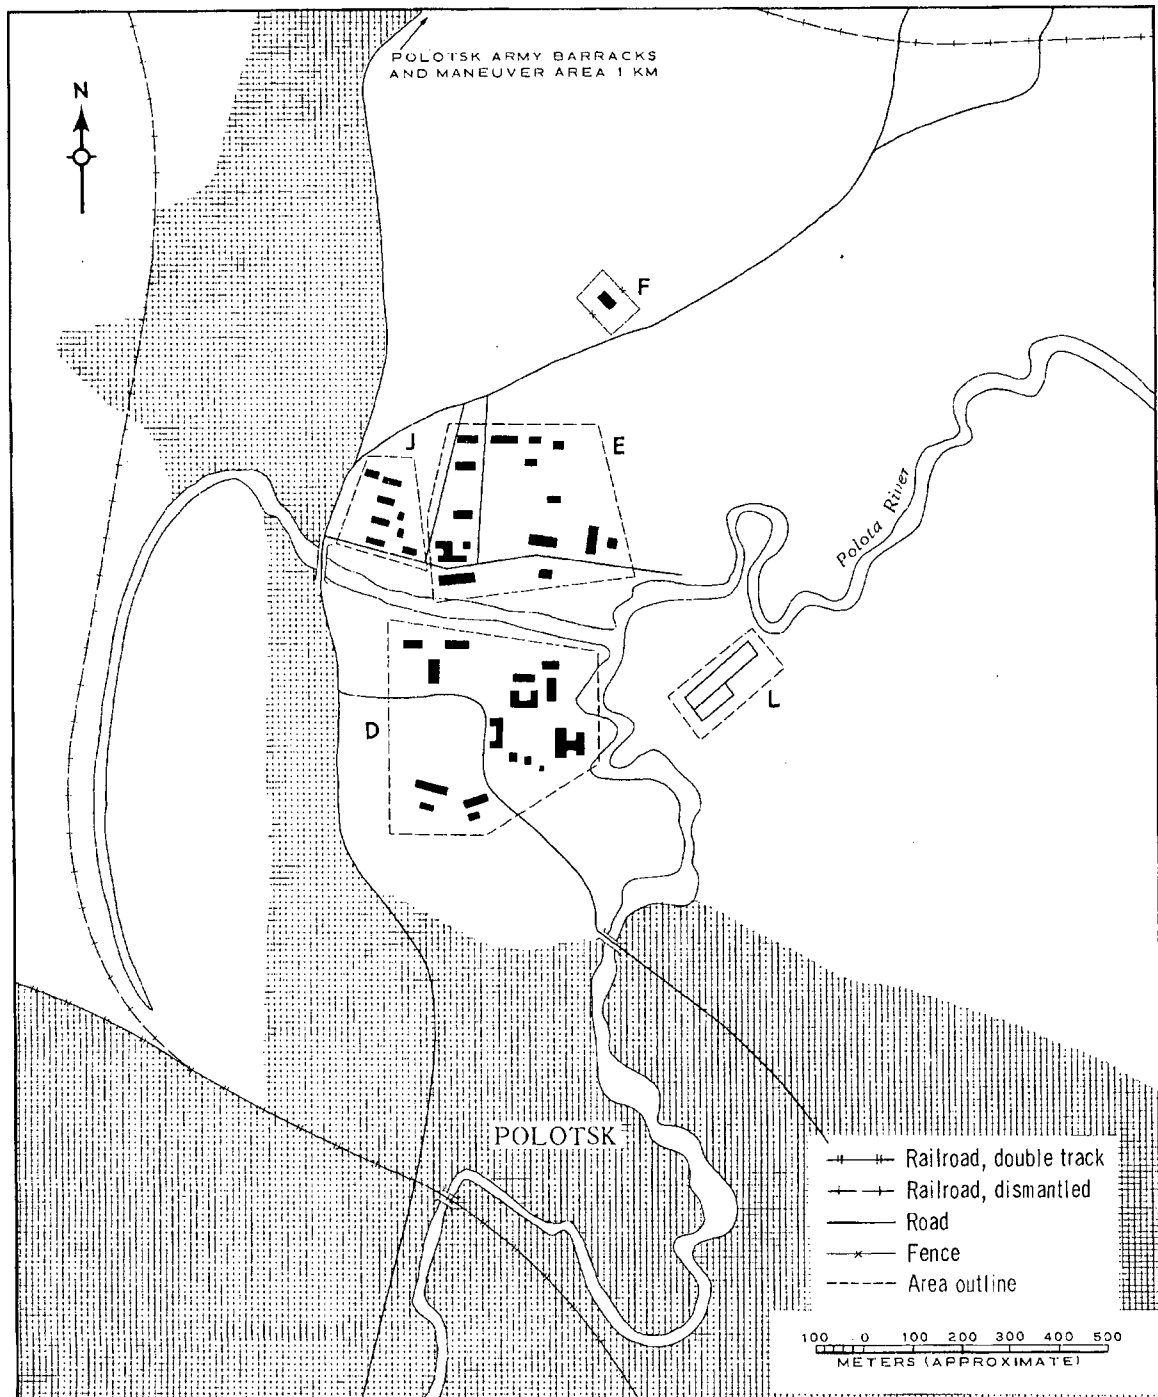 POLOTSK ARMY BARRACKS
AND MANEUVER AREA 1 KM
N
F
J
E
Polota River
L
D
POLOTSK
Railroad, double track
Railroad, dismantled
Road
Fence
Area outline
100 0 100 200 300 400 500
METERS (APPROXIMATE)